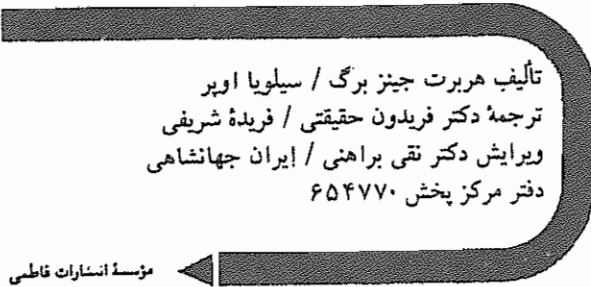 تألیف هربرت جینز برگ / سیلویا اوپر
ترجمهٔ دکتر فریدون حقیقتی / فریدهٔ شریفی
ویرایش دکتر نقی براهنی / ایران جهانشاهی
دفتر مرکز پخش ۶۵۴۷۷۰
مؤسسهٔ انتشارات فاطمی